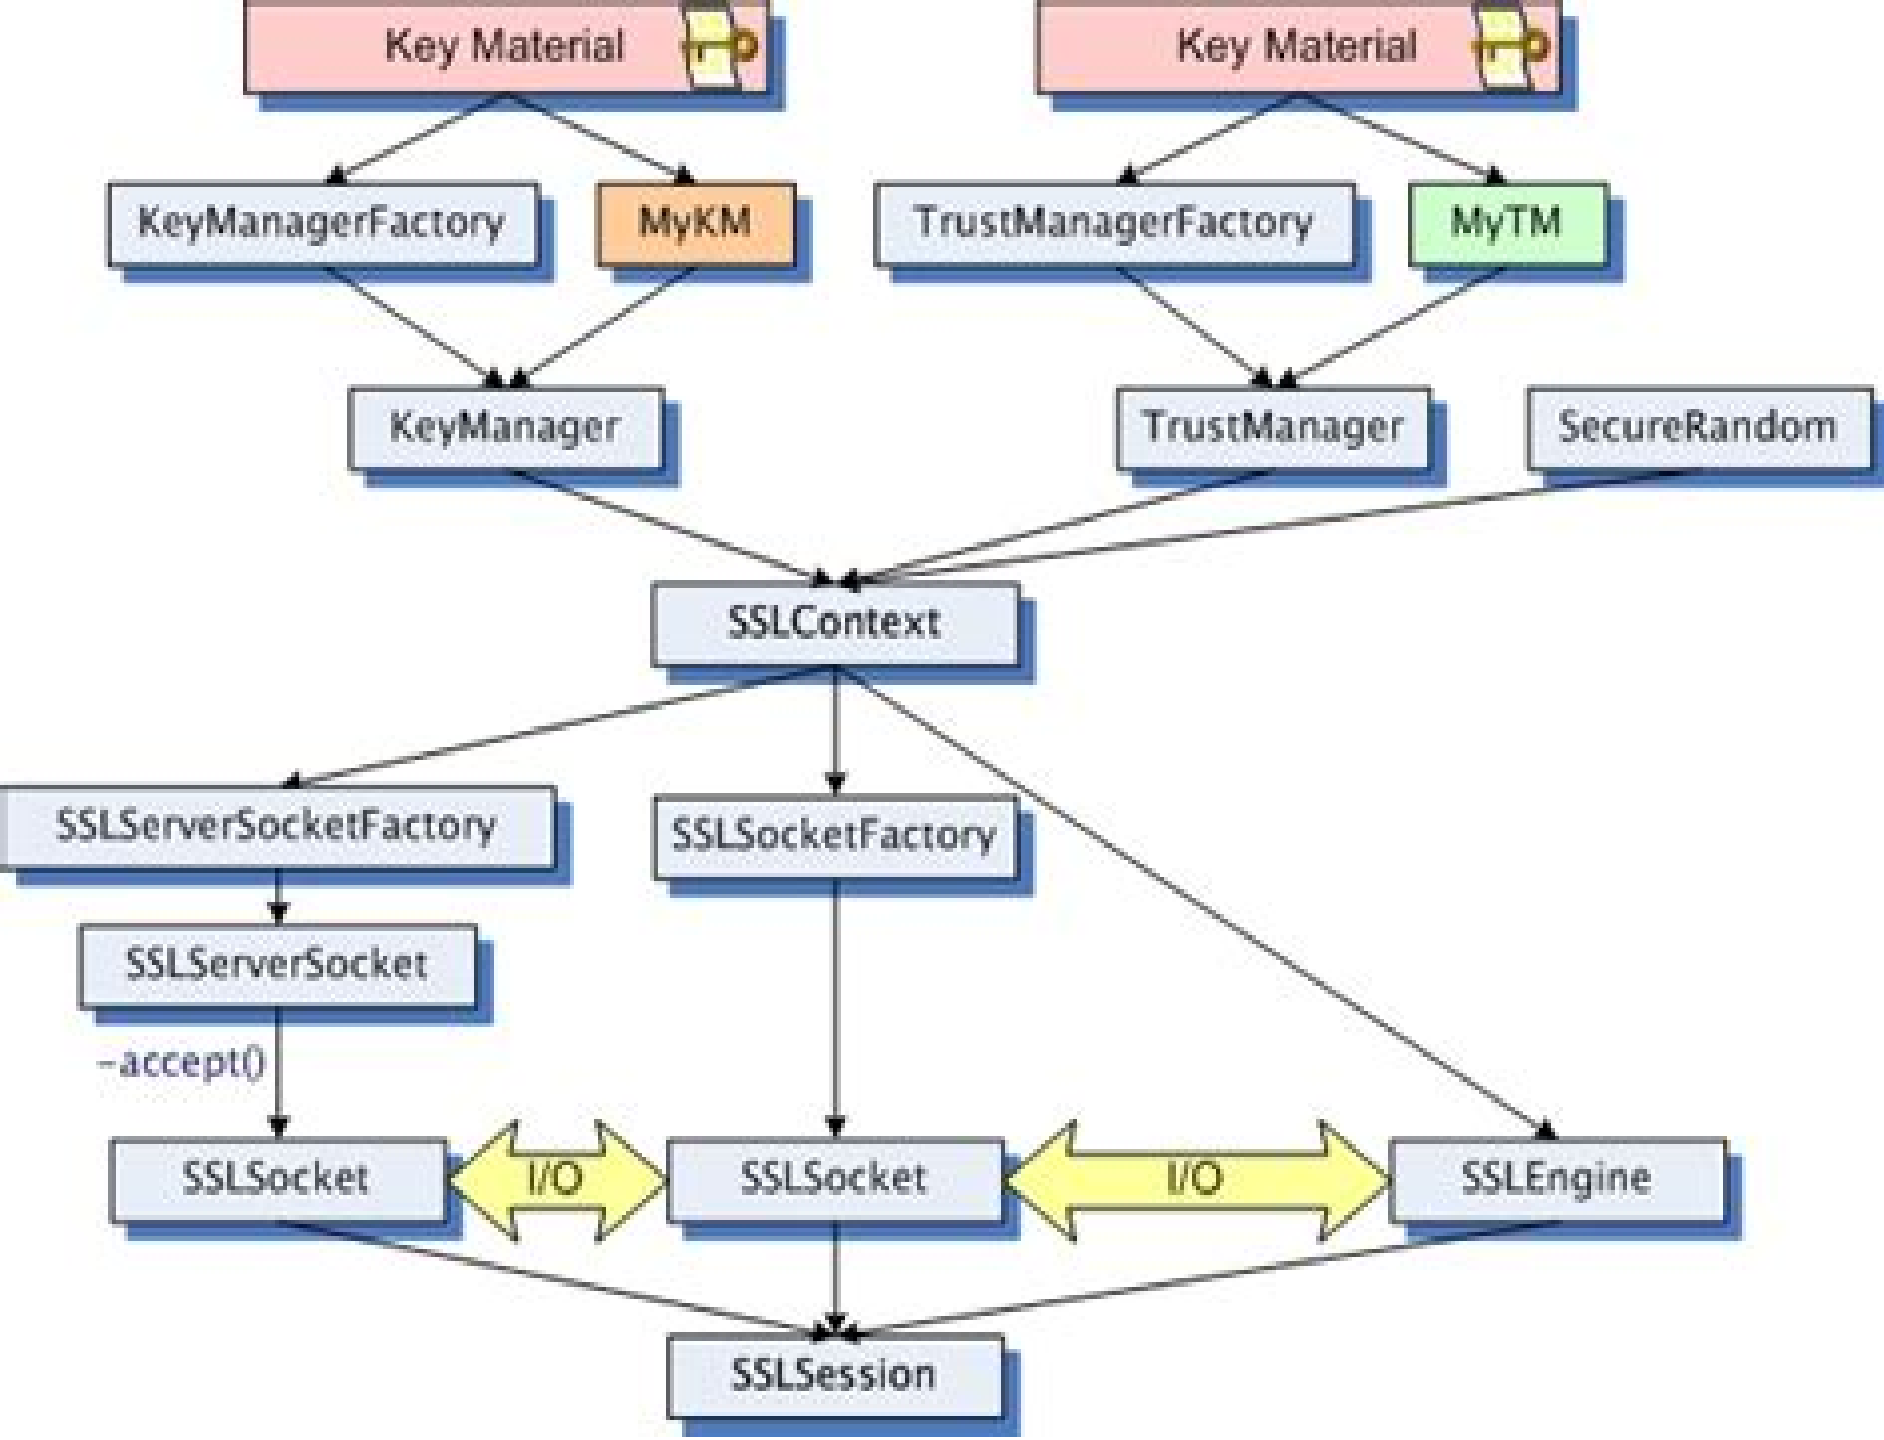 Key Material
Key Material
KeyManagerFactory
MyKM
TrustManagerFactory
MyTM
KeyManager
TrustManager
SecureRandom
SSLContext
SSLServerSocketFactory
SSLSocketFactory
SSLServerSocket
-accept()
SSLSocket
I/O
SSLSocket
I/O
SSLEngine
SSLSession